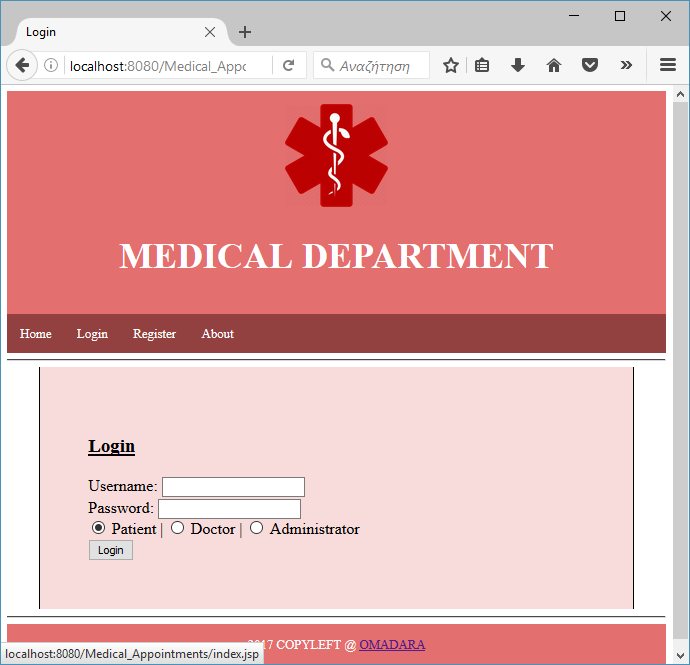 Login
localhost:8080/Medical_Appo
Αναζήτηση
MEDICAL DEPARTMENT
Home Login Register About
Login
Username:
Password:
Patient | Doctor | Administrator
Login
2017 COPYLEFT @ OMADARA
localhost:8080/Medical_Appointments/index.jsp